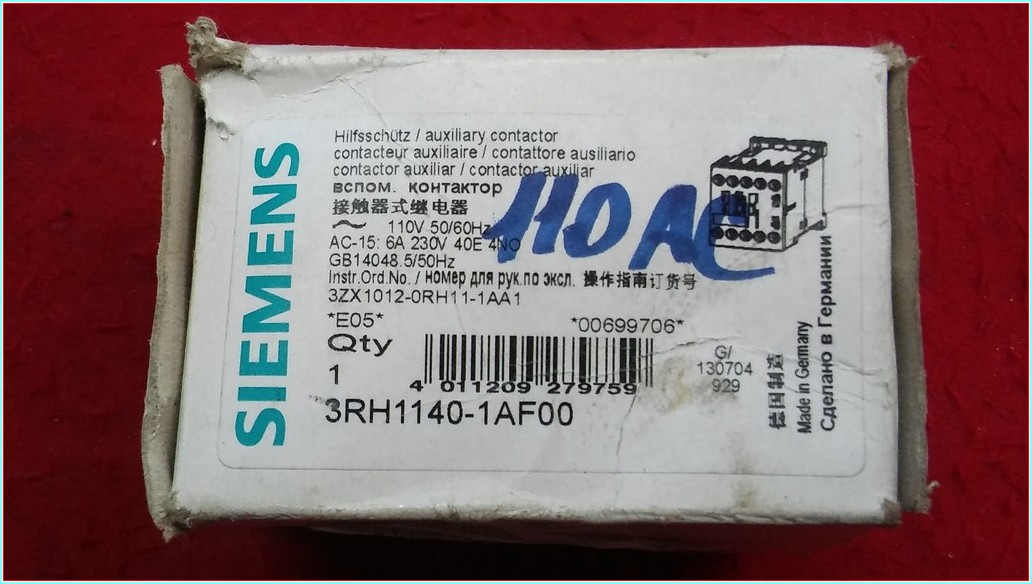 SIEMENS
Hilfsschütz / auxiliary contactor
contacteur auxiliaire / contattore ausiliario
contactor auxiliar / contactor auxiliar
вспом. контактор
接触器式继电器
~ 110V 50/60Hz
AC-15: 6A 230V 40E 4NO
GB14048.5/50Hz
Instr.Ord.No. / номер для рук.по эксл. 操作指南订货号
3ZX1012-0RH11-1AA1
110 AC
*E05*
*00699706*
Qty
1
4 011209 279759
3RH1140-1AF00
G/
130704
929
德国制造
Made in Germany
Сделано в Германии